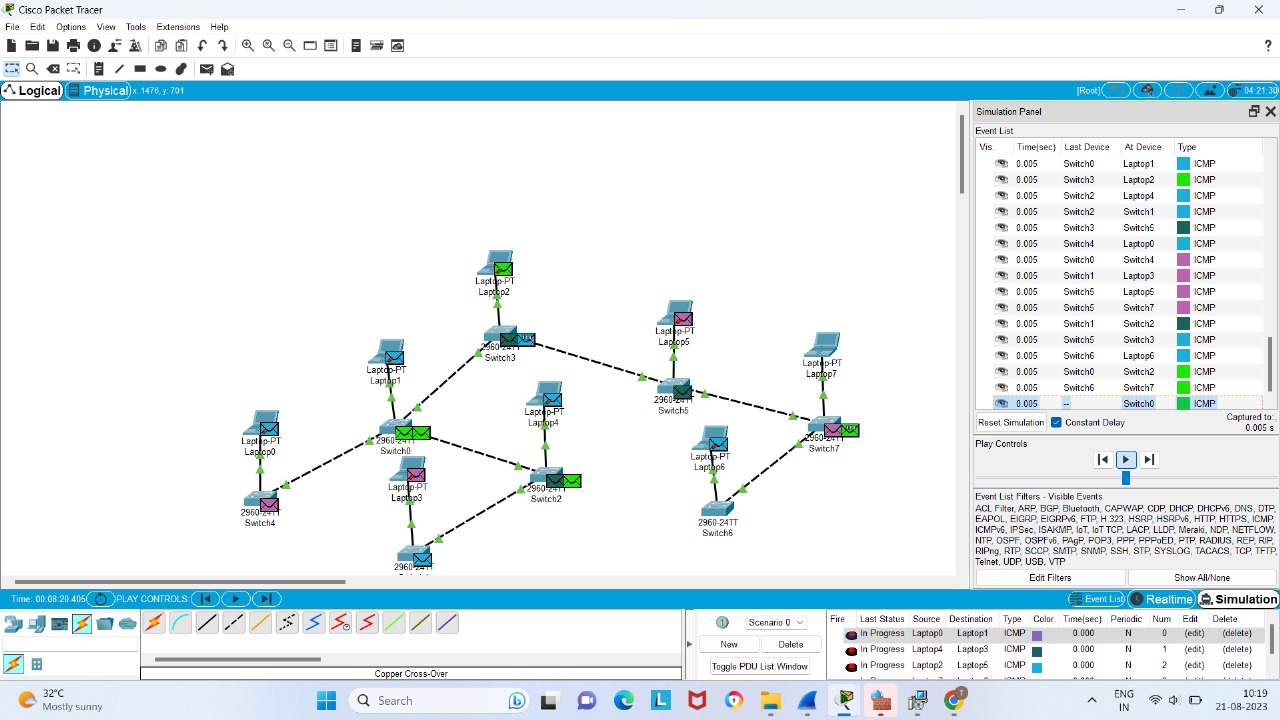 Cisco Packet Tracer
File Edit Options View Tools Extensions Help
?
Logical Physical x: 1476, y: 701 [Root] 04:21:30
Simulation Panel
Event List
Vis. Time(sec) Last Device At Device Type
0.005 Switch0 Laptop1 ICMP
0.005 Switch3 Laptop2 ICMP
0.005 Switch2 Laptop4 ICMP
0.005 Switch2 Switch1 ICMP
0.005 Switch3 Switch5 ICMP
0.005 Switch4 Laptop0 ICMP
0.005 Switch0 Switch4 ICMP
0.005 Switch1 Laptop3 ICMP
0.005 Switch5 Laptop5 ICMP
0.005 Switch5 Switch7 ICMP
0.005 Switch1 Switch2 ICMP
0.005 Switch5 Switch3 ICMP
0.005 Switch6 Laptop6 ICMP
0.005 Switch0 Switch2 ICMP
0.005 Switch6 Switch7 ICMP
0.005 -- Switch0 ICMP
Reset Simulation Constant Delay Captured to:
0.005 s
Play Controls
Event List Filters - Visible Events
ACL Filter, ARP, BGP, Bluetooth, CAPWAP, CDP, DHCP, DHCPv6, DNS, DTP,
EAPOL, EIGRP, EIGRPv6, FTP, H.323, HSRP, HSRPv6, HTTP, HTTPS, ICMP,
ICMPv6, IPSec, ISAKMP, IoT, IoT TCP, LACP, LLDP, Meraki, NDP, NETFLOW,
NTP, OSPF, OSPFv6, PAgP, POP3, PPP, PPPoED, PTP, RADIUS, REP, RIP,
RIPng, RTP, SCCP, SMTP, SNMP, SSH, STP, SYSLOG, TACACS, TCP, TFTP,
Telnet, UDP, USB, VTP
Edit Filters Show All/None
Laptop-PT
Laptop2
2960-24TT
Switch3
Laptop-PT
Laptop5
2960-24TT
Switch5
Laptop-PT
Laptop7
2960-24TT
Switch7
Laptop-PT
Laptop1
2960-24TT
Switch0
Laptop-PT
Laptop4
2960-24TT
Switch2
Laptop-PT
Laptop0
2960-24TT
Switch4
Laptop-PT
Laptop3
2960-24TT
Laptop-PT
Laptop6
2960-24TT
Switch6
Time: 00:08:20.405 PLAY CONTROLS: Event List Realtime Simulation
Copper Cross-Over
Scenario 0
New Delete
Toggle PDU List Window
Fire Last Status Source Destination Type Color Time(sec) Periodic Num Edit Delete
In Progress Laptop0 Laptop1 ICMP 0.000 N 0 (edit) (delete)
In Progress Laptop4 Laptop3 ICMP 0.000 N 1 (edit) (delete)
In Progress Laptop2 Laptop5 ICMP 0.000 N 2 (edit) (delete)
32°C
Mostly sunny
Search
ENG
IN
10:19
21-08-2023